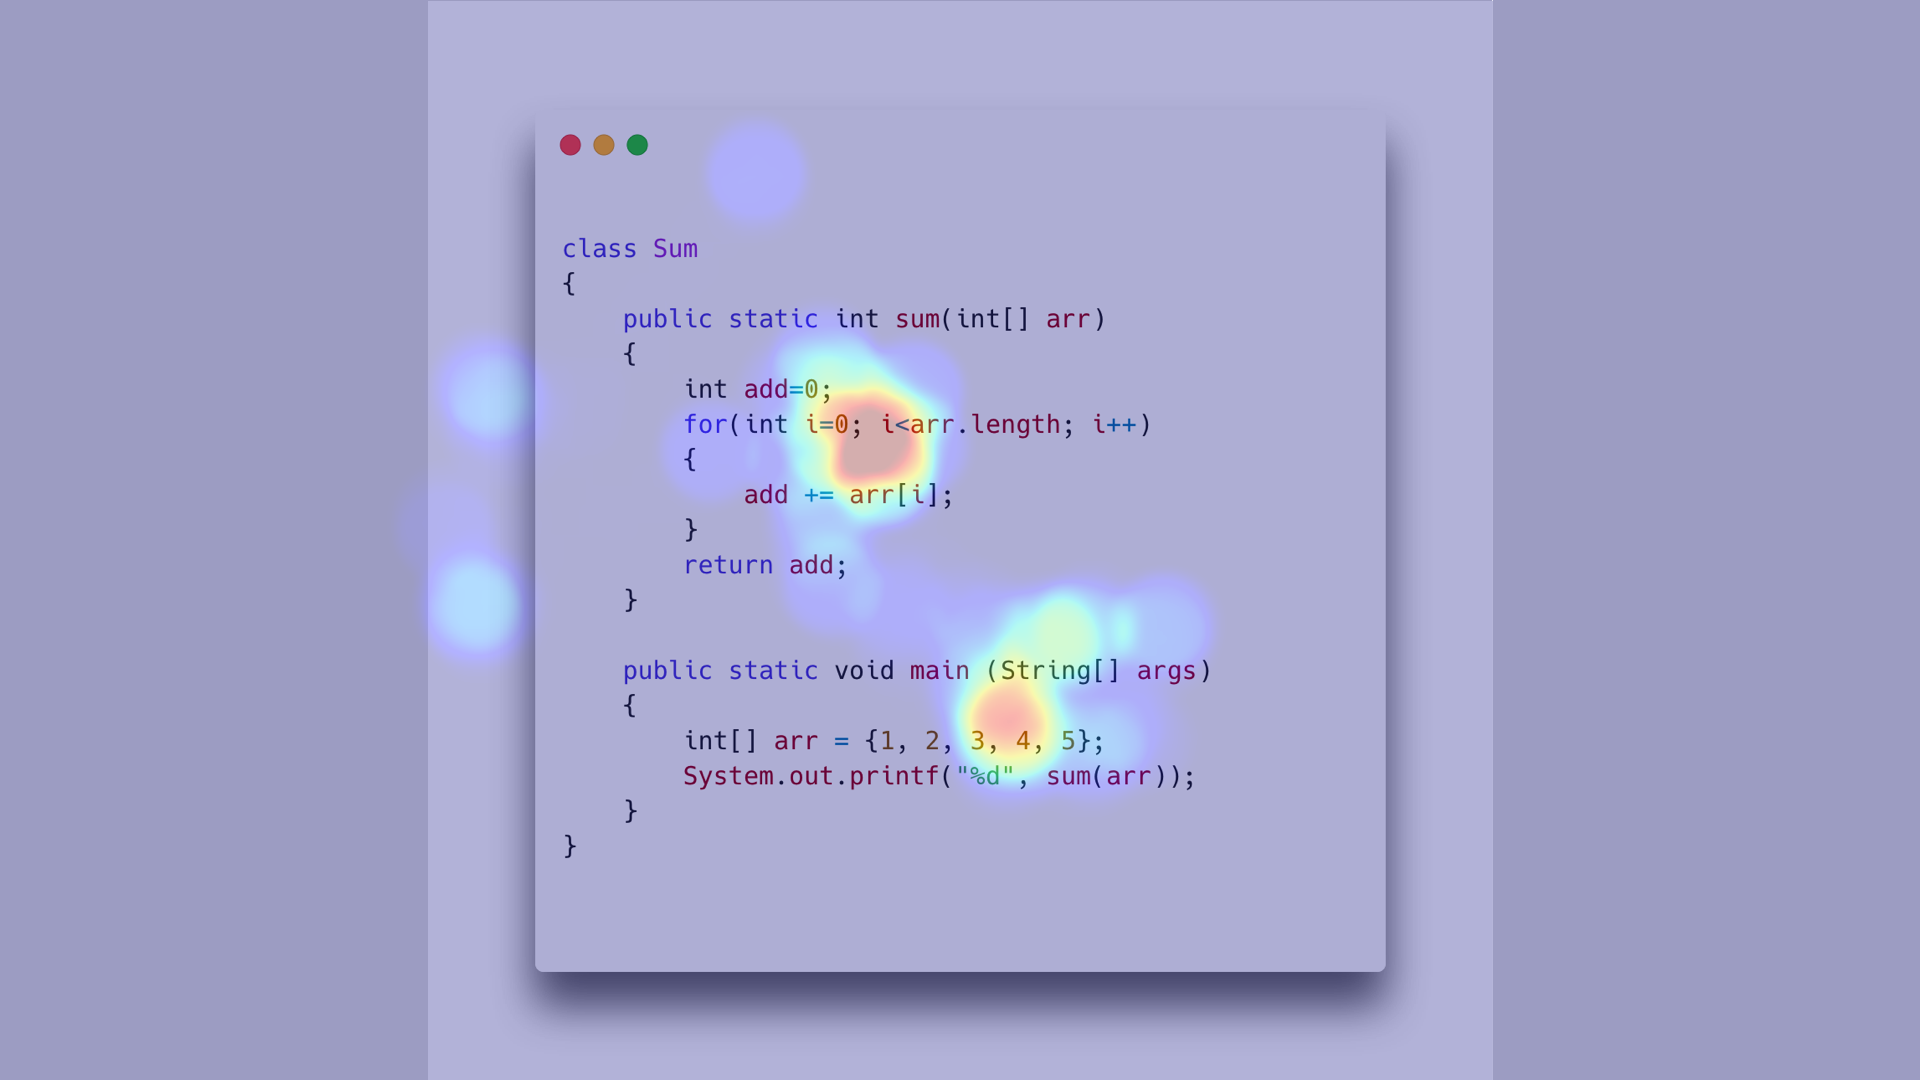 class Sum
{
    public static int sum(int[] arr)
    {
        int add=0;
        for(int i=0; i<arr.length; i++)
        {
            add += arr[i];
        }
        return add;
    }

    public static void main (String[] args)
    {
        int[] arr = {1, 2, 3, 4, 5};
        System.out.printf("%d", sum(arr));
    }
}